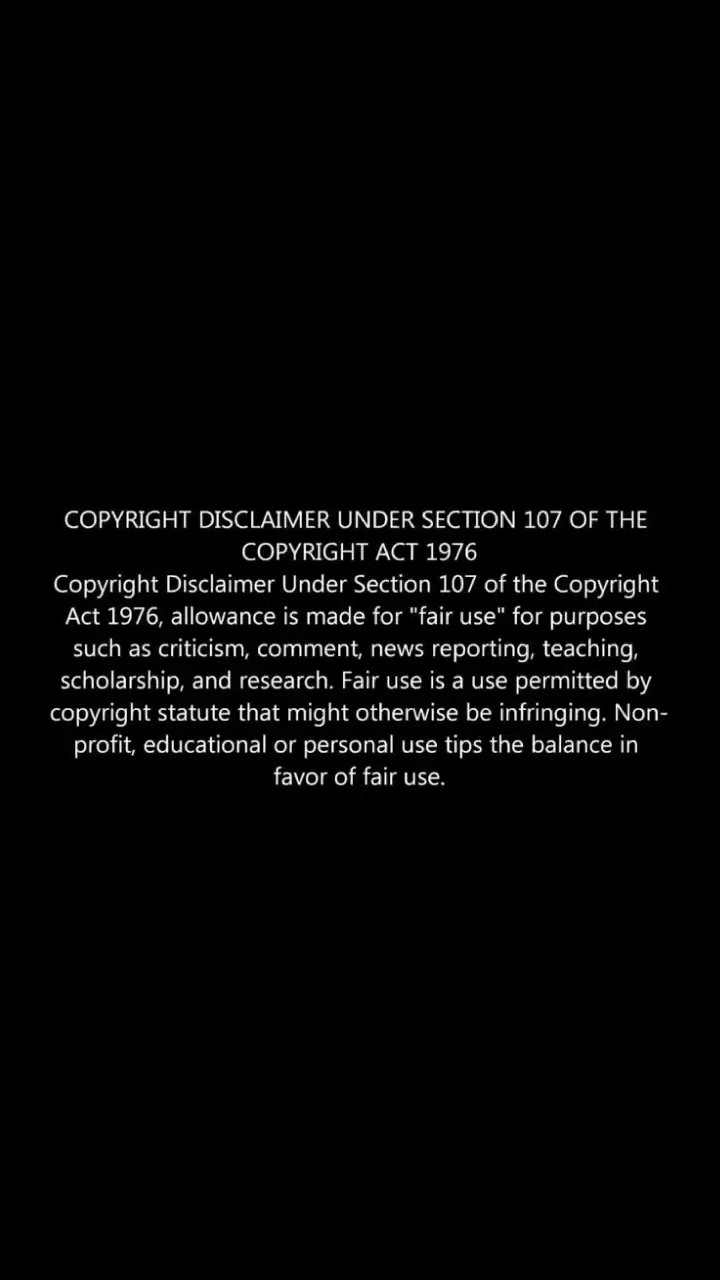 COPYRIGHT DISCLAIMER UNDER SECTION 107 OF THE
COPYRIGHT ACT 1976
Copyright Disclaimer Under Section 107 of the Copyright
Act 1976, allowance is made for "fair use" for purposes
such as criticism, comment, news reporting, teaching,
scholarship, and research. Fair use is a use permitted by
copyright statute that might otherwise be infringing. Non-
profit, educational or personal use tips the balance in
favor of fair use.